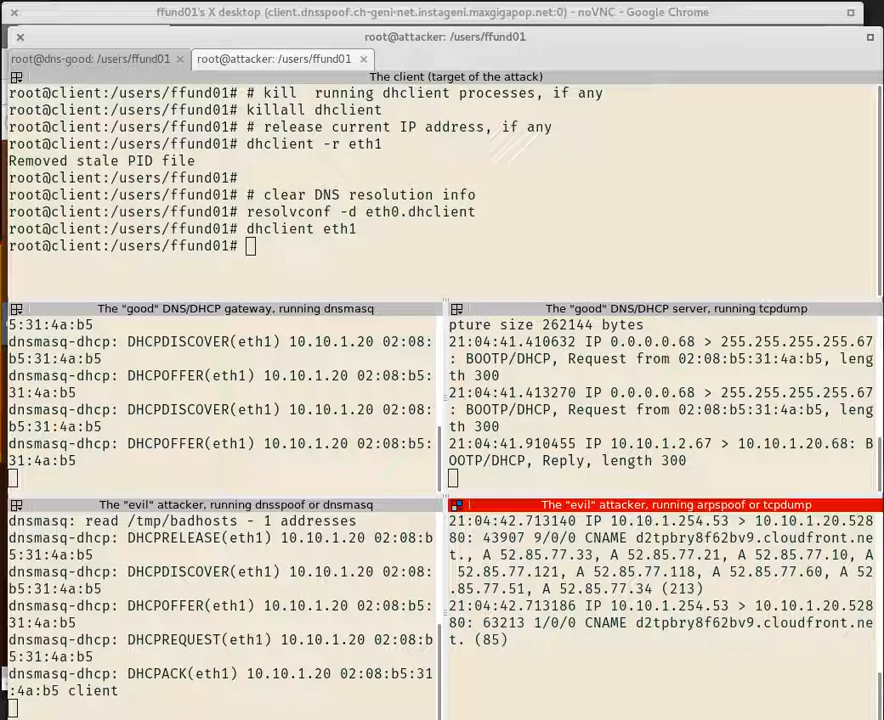 ffund01's X desktop (client.dnsspoof.ch-geni-net.instageni.maxgigapop.net:0) - noVNC - Google Chrome
root@attacker: /users/ffund01
root@dns-good: /users/ffund01
root@attacker: /users/ffund01
The client (target of the attack)
root@client:/users/ffund01# # kill  running dhclient processes, if any
root@client:/users/ffund01# killall dhclient
root@client:/users/ffund01# # release current IP address, if any
root@client:/users/ffund01# dhclient -r eth1
Removed stale PID file
root@client:/users/ffund01#
root@client:/users/ffund01# # clear DNS resolution info
root@client:/users/ffund01# resolvconf -d eth0.dhclient
root@client:/users/ffund01# dhclient eth1
root@client:/users/ffund01#
The "good" DNS/DHCP gateway, running dnsmasq
5:31:4a:b5
dnsmasq-dhcp: DHCPDISCOVER(eth1) 10.10.1.20 02:08:
b5:31:4a:b5
dnsmasq-dhcp: DHCPOFFER(eth1) 10.10.1.20 02:08:b5:
31:4a:b5
dnsmasq-dhcp: DHCPDISCOVER(eth1) 10.10.1.20 02:08:
b5:31:4a:b5
dnsmasq-dhcp: DHCPOFFER(eth1) 10.10.1.20 02:08:b5:
31:4a:b5
The "good" DNS/DHCP server, running tcpdump
pture size 262144 bytes
21:04:41.410632 IP 0.0.0.0.68 > 255.255.255.255.67
: BOOTP/DHCP, Request from 02:08:b5:31:4a:b5, leng
th 300
21:04:41.413270 IP 0.0.0.0.68 > 255.255.255.255.67
: BOOTP/DHCP, Request from 02:08:b5:31:4a:b5, leng
th 300
21:04:41.910455 IP 10.10.1.2.67 > 10.10.1.20.68: B
OOTP/DHCP, Reply, length 300
The "evil" attacker, running dnsspoof or dnsmasq
dnsmasq: read /tmp/badhosts - 1 addresses
dnsmasq-dhcp: DHCPRELEASE(eth1) 10.10.1.20 02:08:b
5:31:4a:b5
dnsmasq-dhcp: DHCPDISCOVER(eth1) 10.10.1.20 02:08:
b5:31:4a:b5
dnsmasq-dhcp: DHCPOFFER(eth1) 10.10.1.20 02:08:b5:
31:4a:b5
dnsmasq-dhcp: DHCPREQUEST(eth1) 10.10.1.20 02:08:b
5:31:4a:b5
dnsmasq-dhcp: DHCPACK(eth1) 10.10.1.20 02:08:b5:31
:4a:b5 client
The "evil" attacker, running arpspoof or tcpdump
21:04:42.713140 IP 10.10.1.254.53 > 10.10.1.20.528
80: 43907 9/0/0 CNAME d2tpbry8f62bv9.cloudfront.ne
t., A 52.85.77.33, A 52.85.77.21, A 52.85.77.10, A
 52.85.77.121, A 52.85.77.118, A 52.85.77.60, A 52
.85.77.51, A 52.85.77.34 (213)
21:04:42.713186 IP 10.10.1.254.53 > 10.10.1.20.528
80: 63213 1/0/0 CNAME d2tpbry8f62bv9.cloudfront.ne
t. (85)